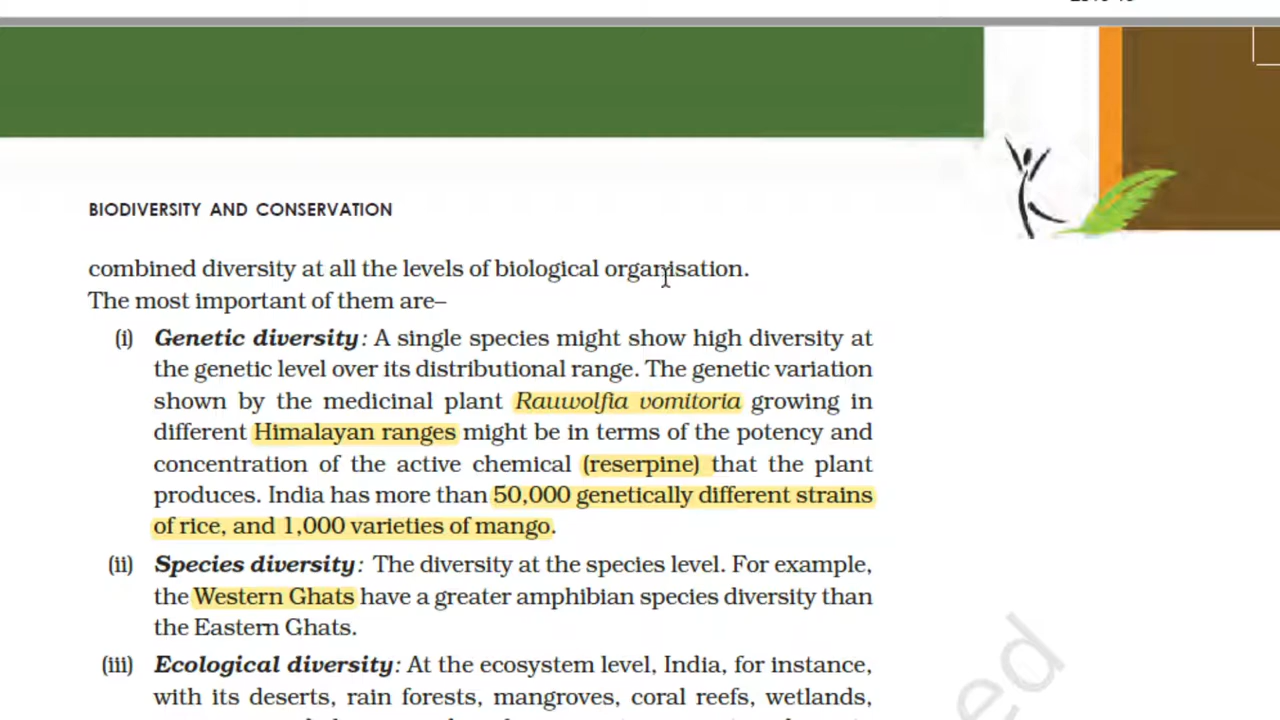 BIODIVERSITY AND CONSERVATION
combined diversity at all the levels of biological organisation.
The most important of them are–
(i) Genetic diversity: A single species might show high diversity at
the genetic level over its distributional range. The genetic variation
shown by the medicinal plant Rauwolfia vomitoria growing in
different Himalayan ranges might be in terms of the potency and
concentration of the active chemical (reserpine) that the plant
produces. India has more than 50,000 genetically different strains
of rice, and 1,000 varieties of mango.
(ii) Species diversity: The diversity at the species level. For example,
the Western Ghats have a greater amphibian species diversity than
the Eastern Ghats.
(iii) Ecological diversity: At the ecosystem level, India, for instance,
with its deserts, rain forests, mangroves, coral reefs, wetlands,
ed